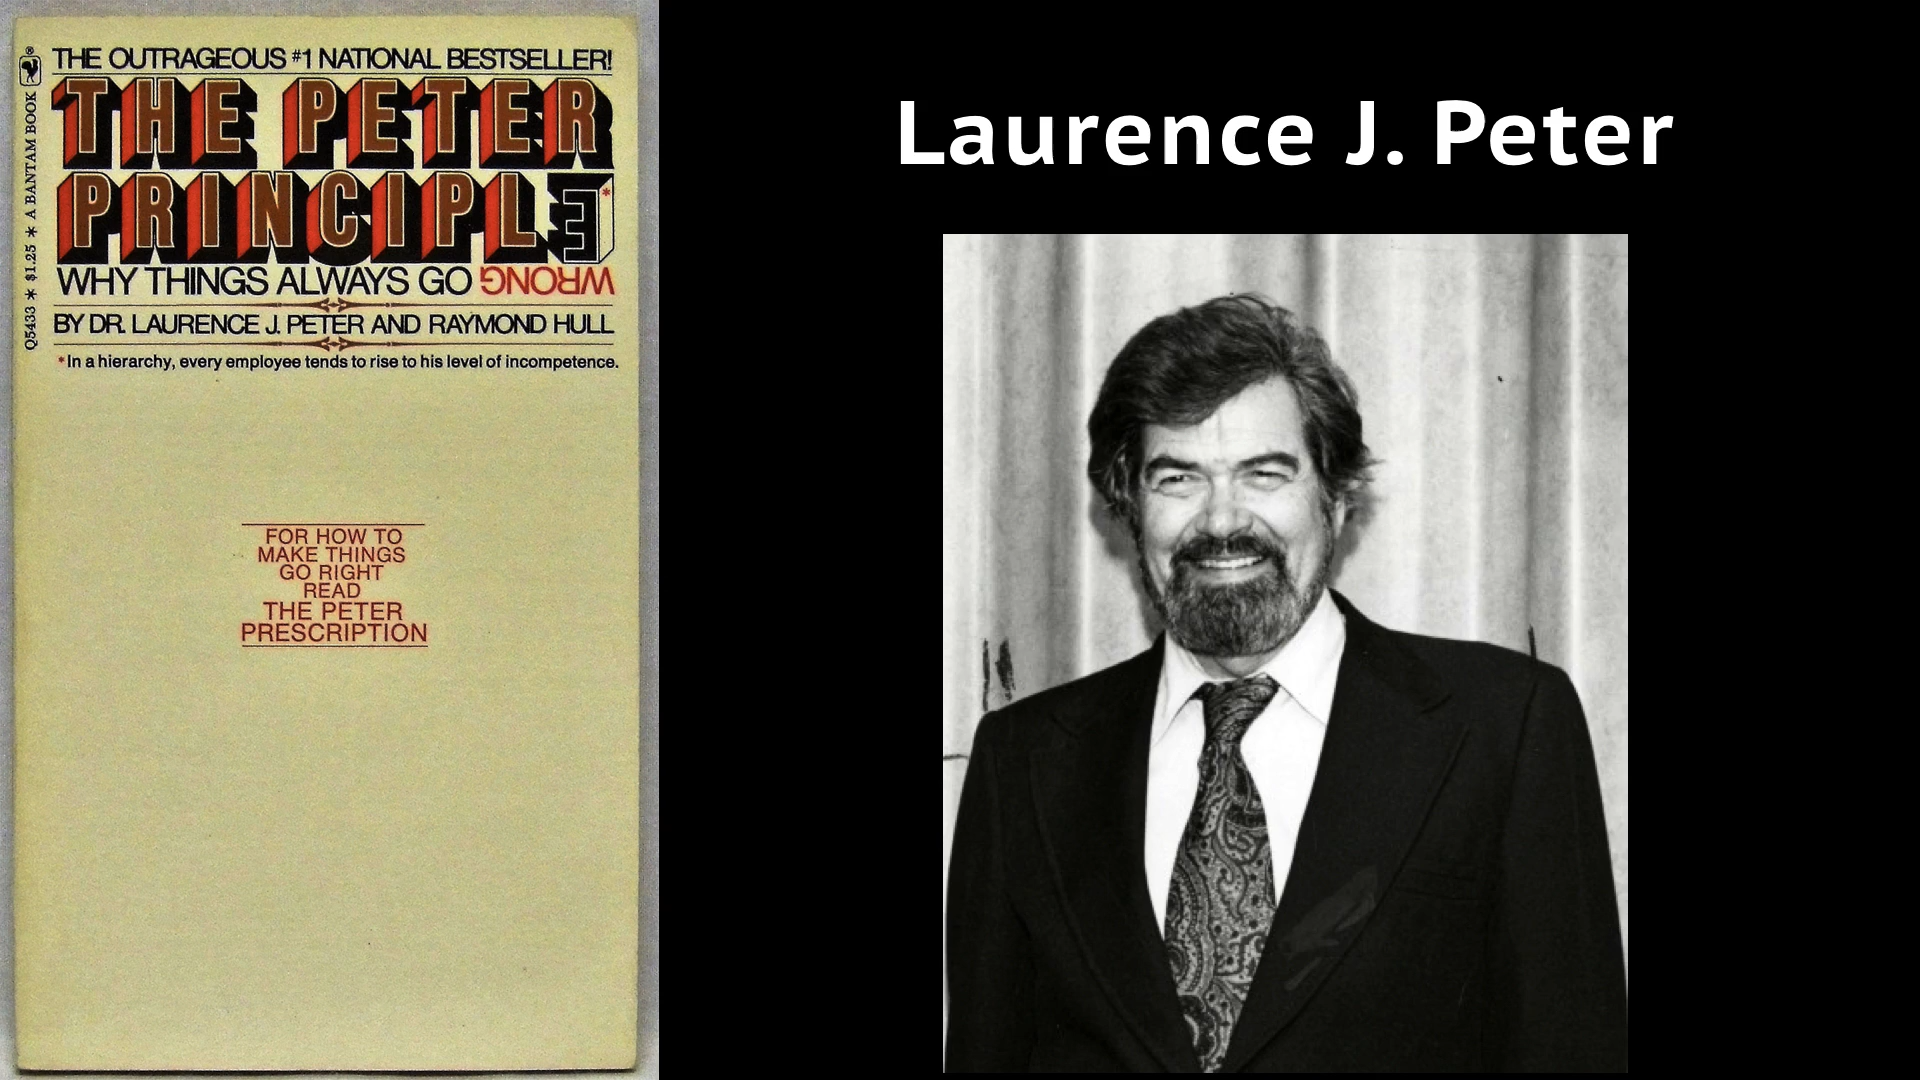 THE OUTRAGEOUS #1 NATIONAL BESTSELLER!
THE PETER
PRINCIPLE*
WHY THINGS ALWAYS GO WRONG
BY DR. LAURENCE J. PETER AND RAYMOND HULL
*In a hierarchy, every employee tends to rise to his level of incompetence.
Q5433 * $1.25 * A BANTAM BOOK
FOR HOW TO
MAKE THINGS
GO RIGHT
READ
THE PETER
PRESCRIPTION
Laurence J. Peter